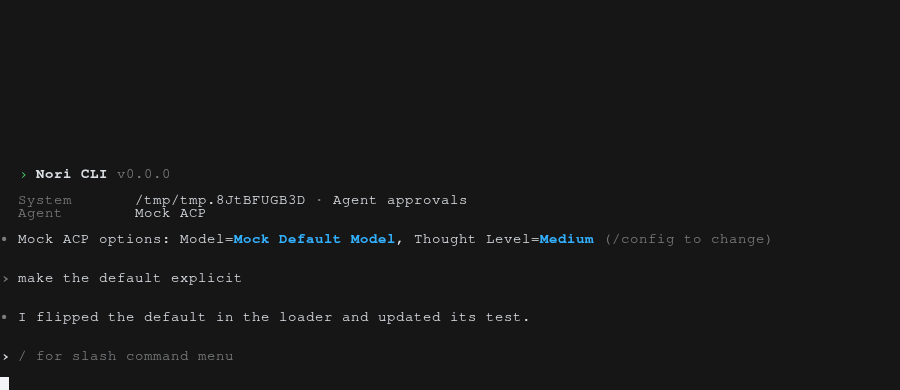 › Nori CLI v0.0.0
System /tmp/tmp.8JtBFUGB3D · Agent approvals
Agent Mock ACP
• Mock ACP options: Model=Mock Default Model, Thought Level=Medium (/config to change)
› make the default explicit
• I flipped the default in the loader and updated its test.
› / for slash command menu